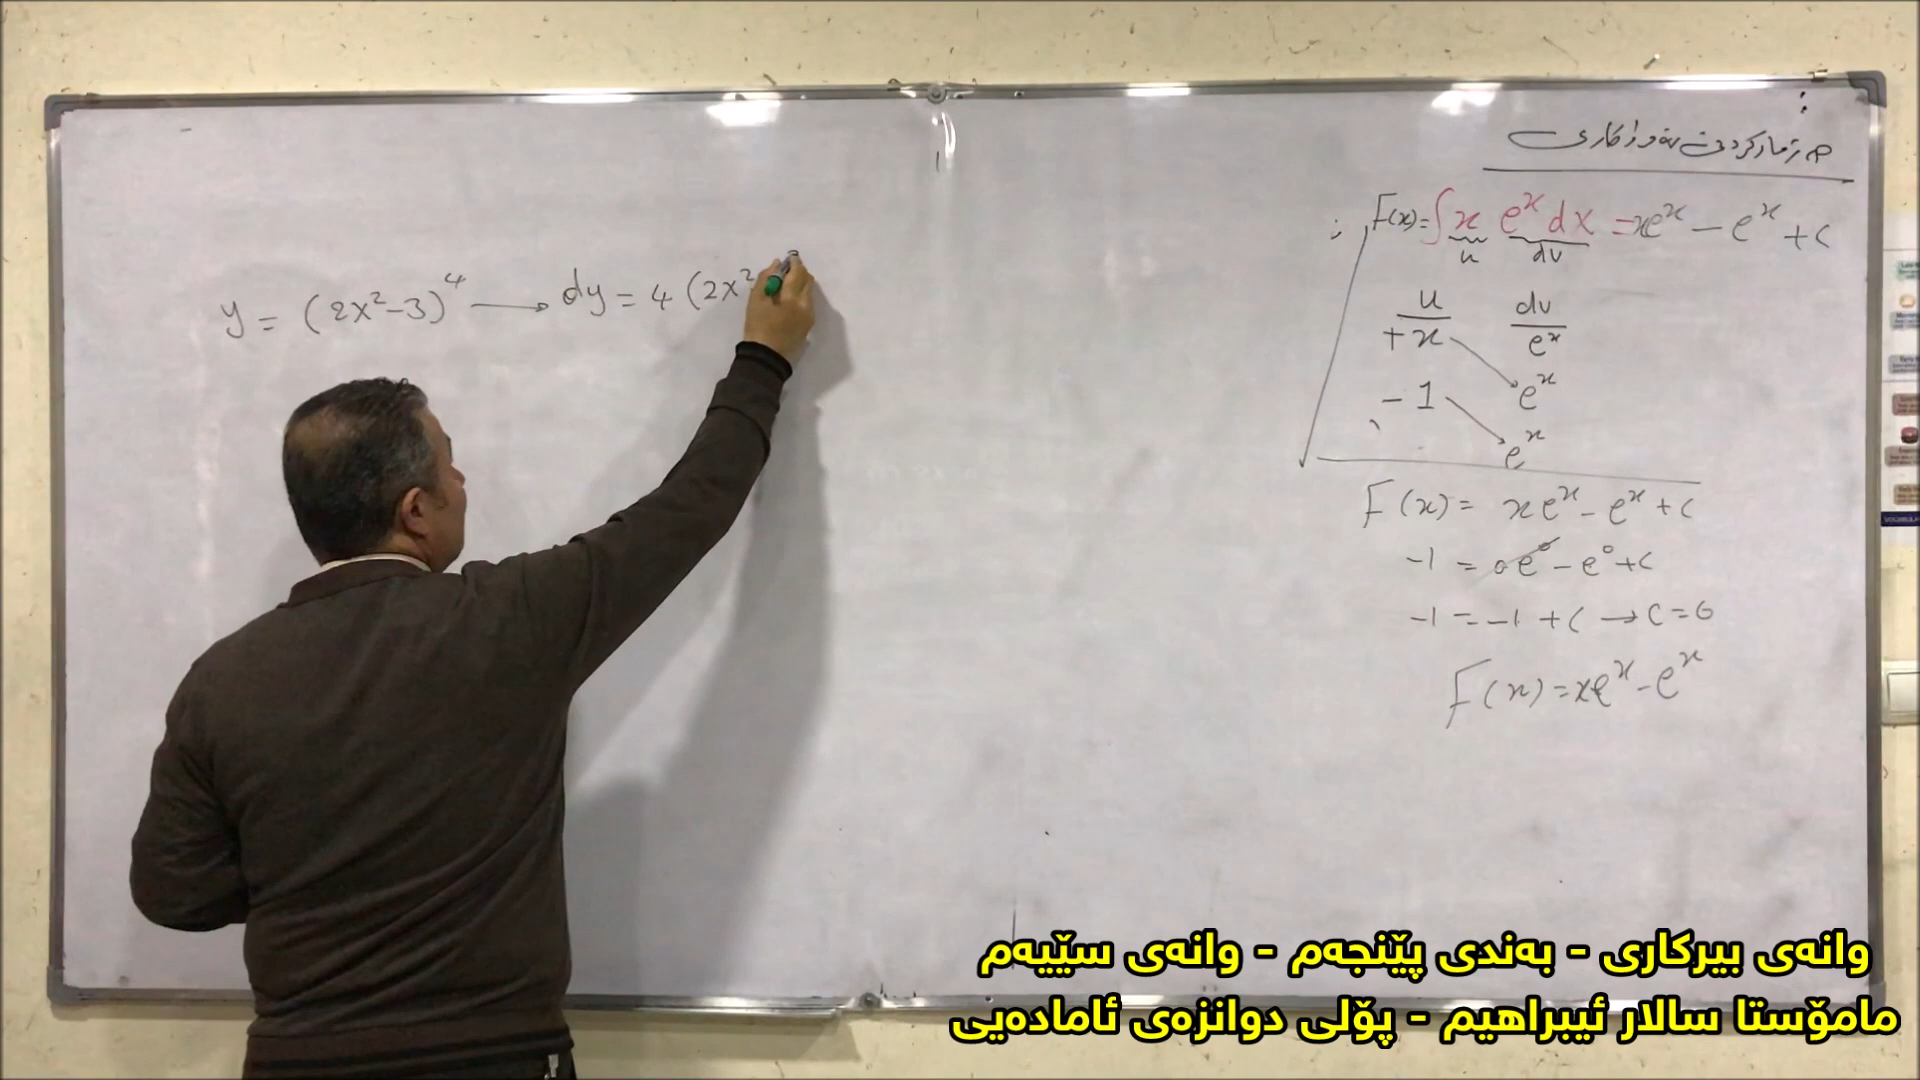 y = (2x²-3)⁴ → dy = 4 (2x²
F(x)=∫x eˣ dx = xeˣ - eˣ + c
u dv
u dv
+x eˣ
-1 eˣ
eˣ
F(x) = x eˣ - eˣ + c
-1 = 0e⁰ - e⁰ + c
-1 = -1 + c → c = 0
F(x) = xeˣ - eˣ
وانەی بیرکاری - بەندی پێنجەم - وانەی سێیەم
مامۆستا سالار ئیبراهیم - پۆلی دوانزەی ئامادەیی